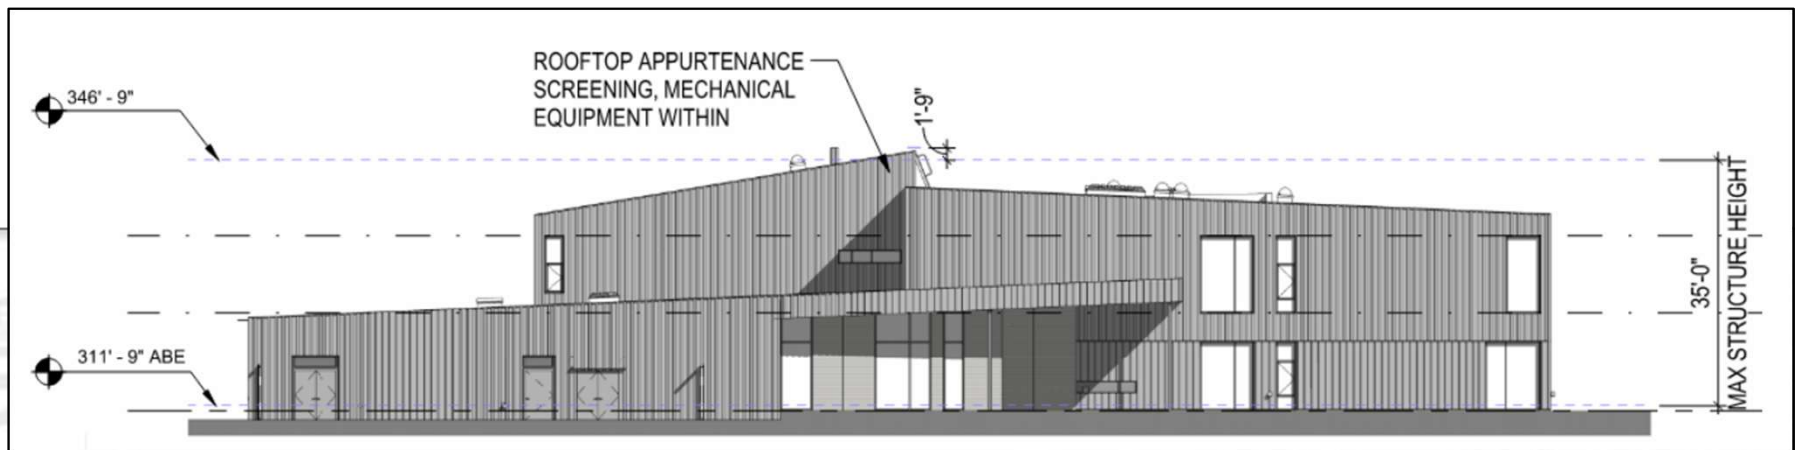 ROOFTOP APPURTENANCE
SCREENING, MECHANICAL
EQUIPMENT WITHIN
346' - 9"
1'-9"
311' - 9" ABE
35'-0"
MAX STRUCTURE HEIGHT